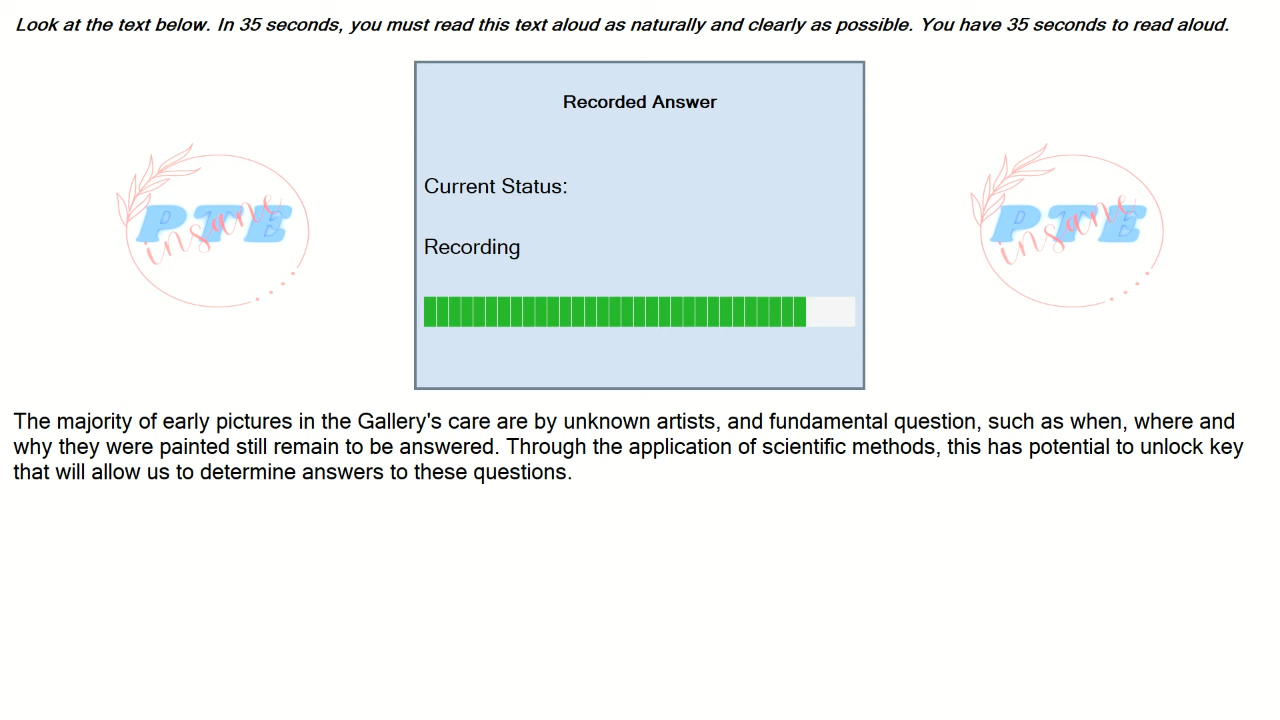 Look at the text below. In 35 seconds, you must read this text aloud as naturally and clearly as possible. You have 35 seconds to read aloud.
Recorded Answer
Current Status:
Recording
PTE
insane
PTE
insane
The majority of early pictures in the Gallery's care are by unknown artists, and fundamental question, such as when, where and
why they were painted still remain to be answered. Through the application of scientific methods, this has potential to unlock key
that will allow us to determine answers to these questions.